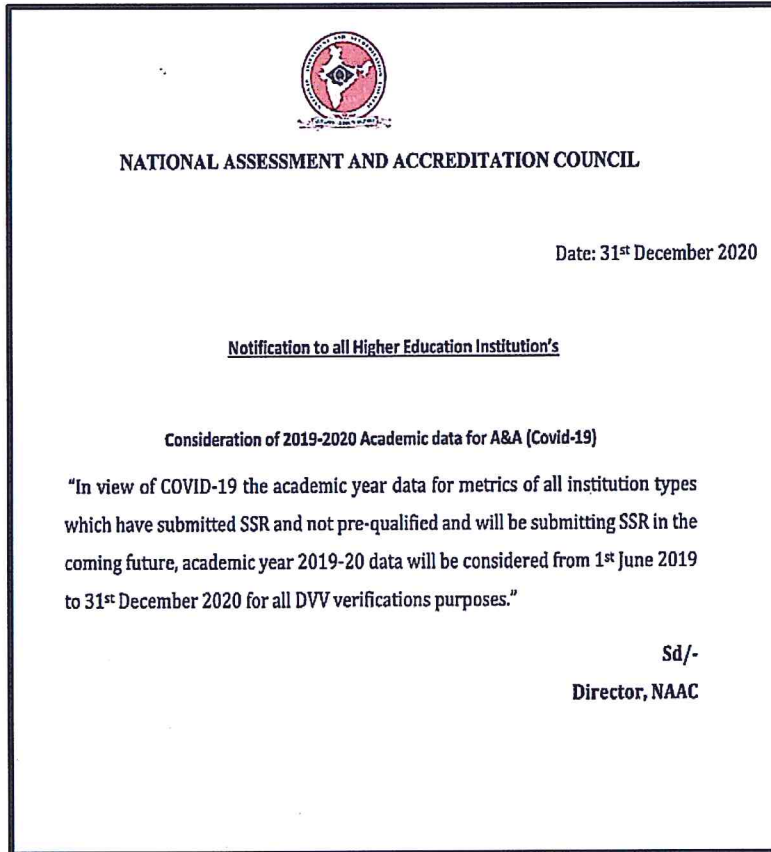 NATIONAL ASSESSMENT AND ACCREDITATION COUNCIL
Date: 31st December 2020
Notification to all Higher Education Institution's
Consideration of 2019-2020 Academic data for A&A (Covid-19)
"In view of COVID-19 the academic year data for metrics of all institution types
which have submitted SSR and not pre-qualified and will be submitting SSR in the
coming future, academic year 2019-20 data will be considered from 1st June 2019
to 31st December 2020 for all DVV verifications purposes."
Sd/-
Director, NAAC